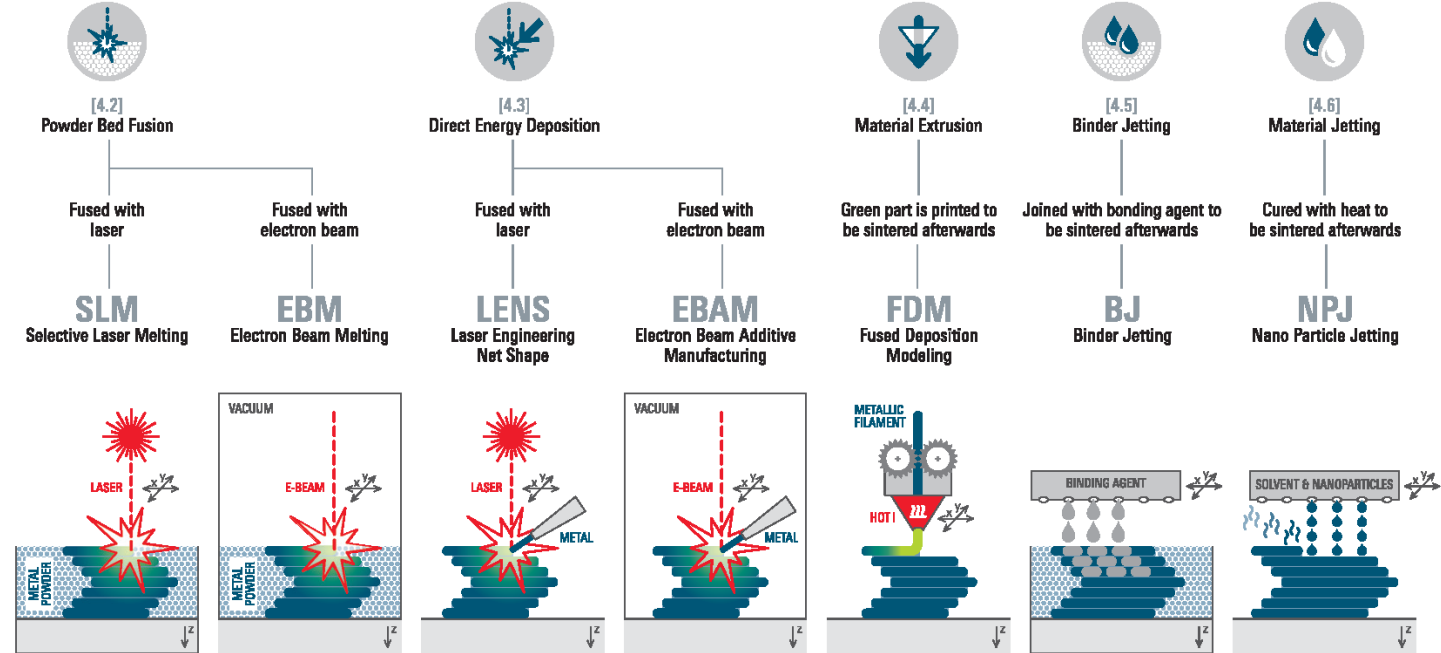 [4.2]
Powder Bed Fusion
[4.3]
Direct Energy Deposition
[4.4]
Material Extrusion
[4.5]
Binder Jetting
[4.6]
Material Jetting
Fused with
laser
Fused with
electron beam
Fused with
laser
Fused with
electron beam
Green part is printed to
be sintered afterwards
Joined with bonding agent to
be sintered afterwards
Cured with heat to
be sintered afterwards
SLM
Selective Laser Melting
EBM
Electron Beam Melting
LENS
Laser Engineering
Net Shape
EBAM
Electron Beam Additive
Manufacturing
FDM
Fused Deposition
Modeling
BJ
Binder Jetting
NPJ
Nano Particle Jetting
LASER
X Y
METAL
POWDER
Z
VACUUM
E-BEAM
X Y
METAL
POWDER
Z
LASER
X Y
METAL
Z
VACUUM
E-BEAM
X Y
METAL
Z
METALLIC
FILAMENT
HOT !
X Y
Z
BINDING AGENT
X Y
Z
SOLVENT & NANOPARTICLES
X Y
Z